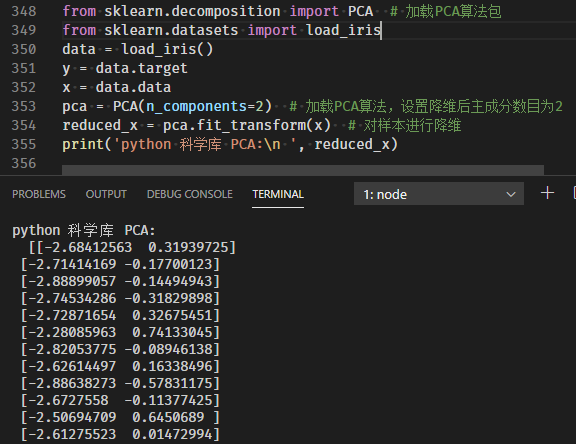 348 from sklearn.decomposition import PCA  # 加载PCA算法包
349 from sklearn.datasets import load_iris
350 data = load_iris()
351 y = data.target
352 x = data.data
353 pca = PCA(n_components=2)  # 加载PCA算法，设置降维后主成分数目为2
354 reduced_x = pca.fit_transform(x)  # 对样本进行降维
355 print('python 科学库 PCA:\n ', reduced_x)
356
PROBLEMS OUTPUT DEBUG CONSOLE TERMINAL 1: node
python 科学库 PCA:
  [[-2.68412563  0.31939725]
 [-2.71414169 -0.17700123]
 [-2.88899057 -0.14494943]
 [-2.74534286 -0.31829898]
 [-2.72871654  0.32675451]
 [-2.28085963  0.74133045]
 [-2.82053775 -0.08946138]
 [-2.62614497  0.16338496]
 [-2.88638273 -0.57831175]
 [-2.6727558  -0.11377425]
 [-2.50694709  0.6450689 ]
 [-2.61275523  0.01472994]